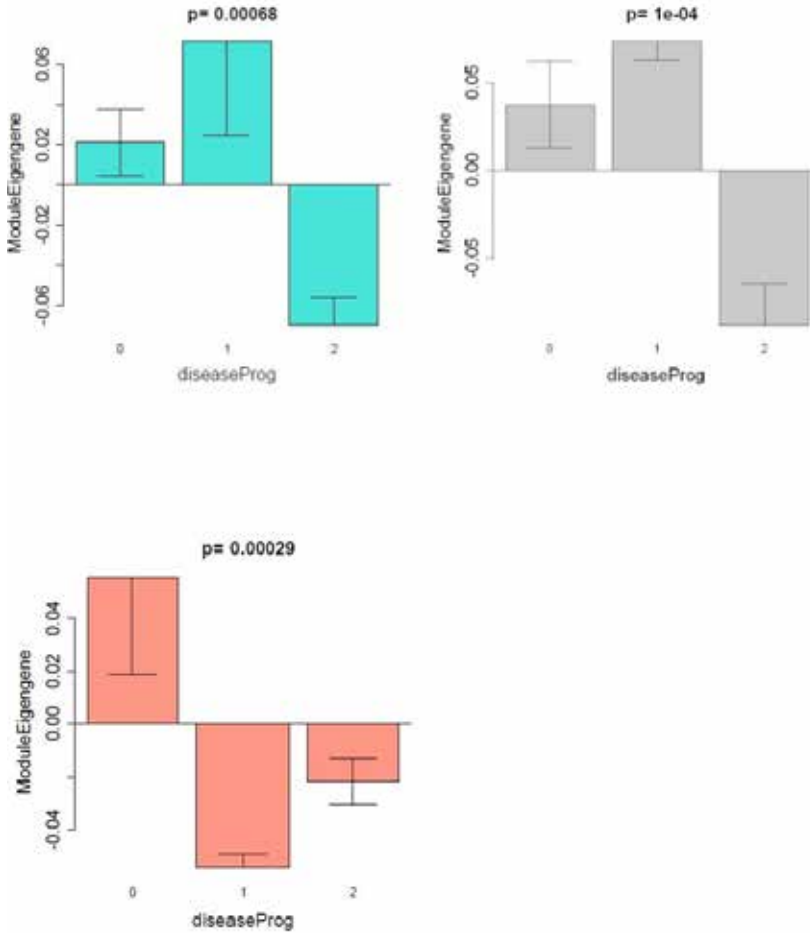 p= 0.00068
ModuleEigengene
0.06
0.02
-0.02
-0.06
0
1
2
diseaseProg
p= 1e-04
ModuleEigengene
0.05
0.00
-0.05
0
1
2
diseaseProg
p= 0.00029
ModuleEigengene
0.04
0.02
0.00
-0.04
0
1
2
diseaseProg